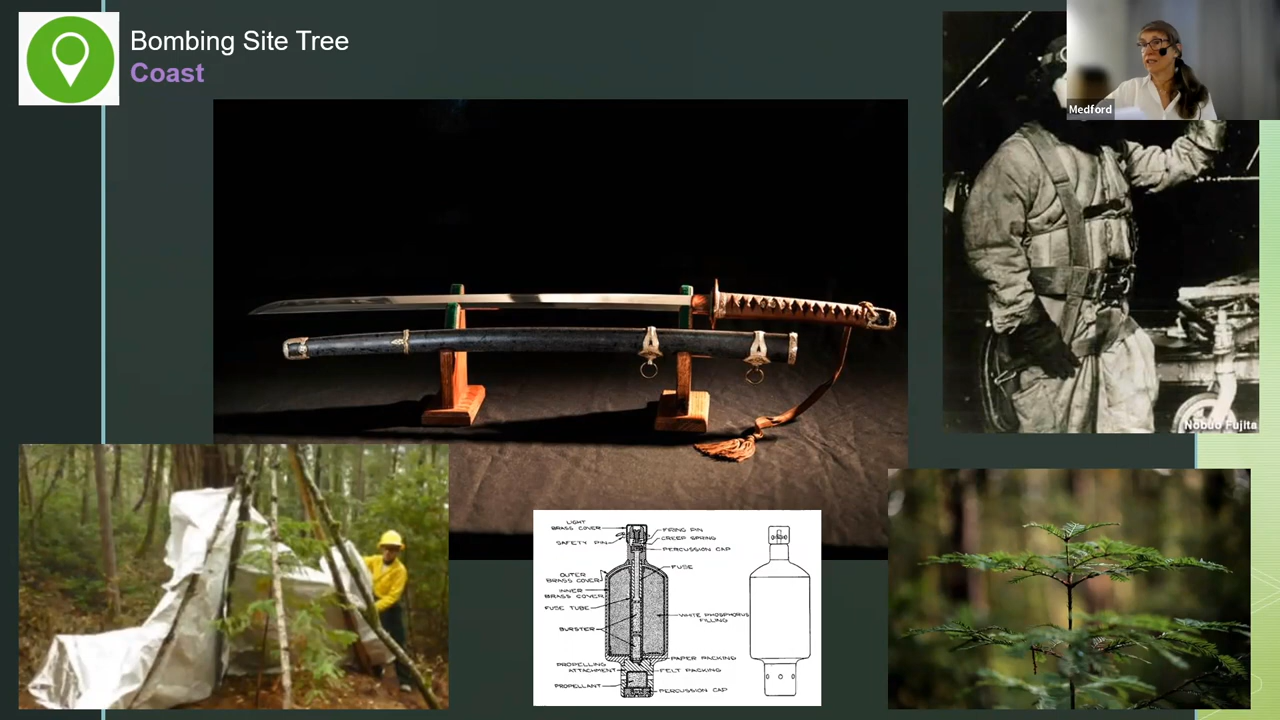 Bombing Site Tree
Coast
Medford
Nobuo Fujita
LIGHT
BRASS COVER
SAFETY PIN
FIRING PIN
CREEP SPRING
PERCUSSION CAP
OUTER
BRASS COVER
FUSE
INNER
BRASS COVER
FUSE TUBE
WHITE PHOSPHORUS
FILLING
BURSTER
PROPELLING
ATTACHMENT
PAPER PACKING
FELT PACKING
PROPELLANT
PERCUSSION CAP